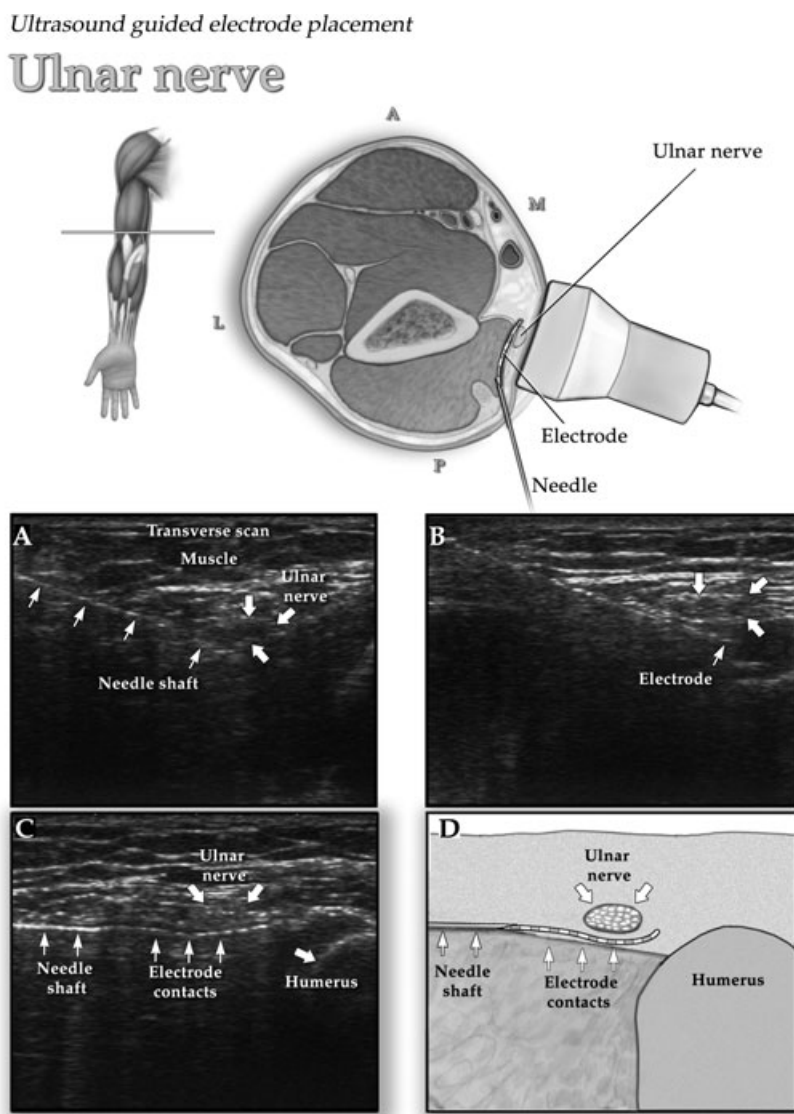 Ultrasound guided electrode placement
Ulnar nerve
A
Ulnar nerve
M
L
Electrode
P
Needle
A
Transverse scan
Muscle
Ulnar
nerve
Needle shaft
B
Electrode
C
Ulnar
nerve
Needle
shaft
Electrode
contacts
Humerus
D
Ulnar
nerve
Needle
shaft
Electrode
contacts
Humerus